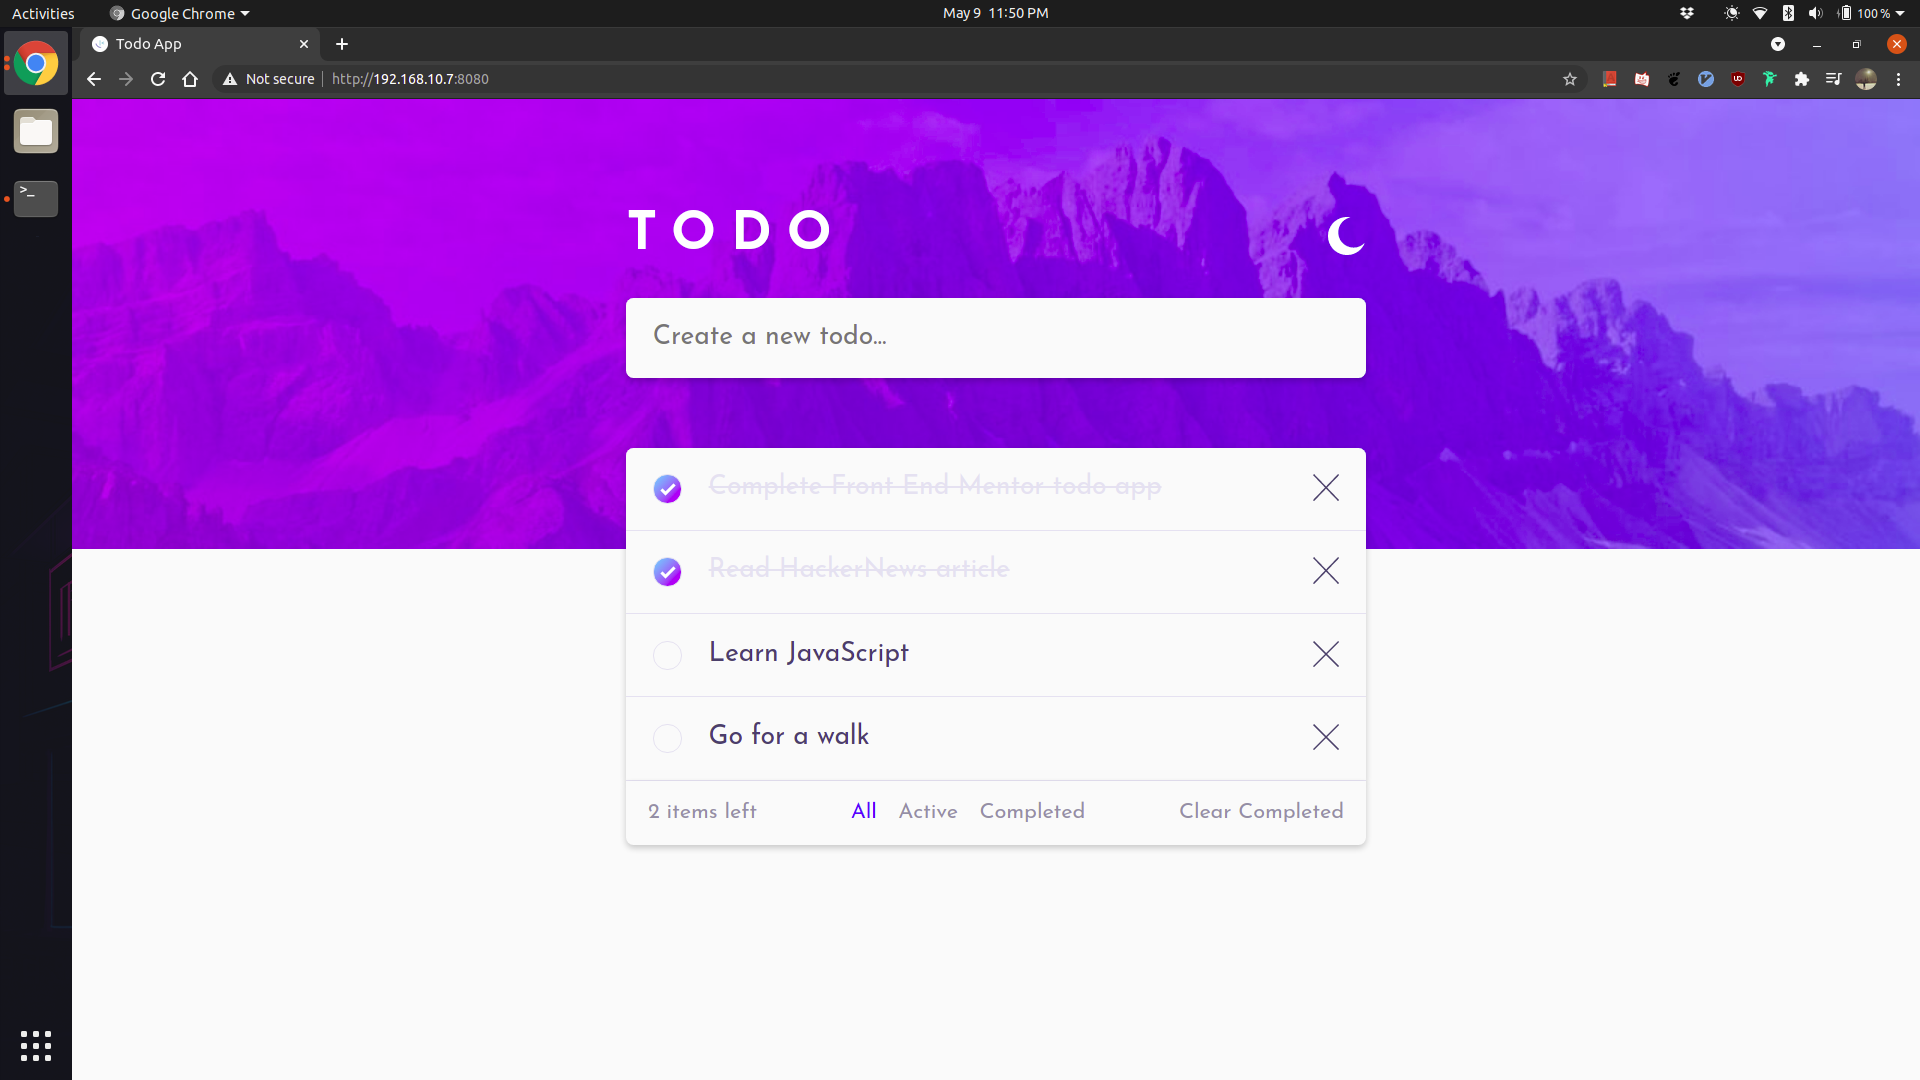 Activities
Google Chrome
May 9 11:50 PM
100 %
Todo App
Not secure
http://192.168.10.7:8080
TODO
Create a new todo...
Complete Front End Mentor todo app
Read HackerNews article
Learn JavaScript
Go for a walk
2 items left
All
Active
Completed
Clear Completed